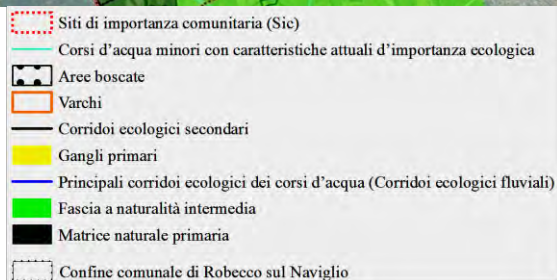 Siti di importanza comunitaria (Sic)
Corsi d’acqua minori con caratteristiche attuali d’importanza ecologica
Aree boscate
Varchi
Corridoi ecologici secondari
Gangli primari
Principali corridoi ecologici dei corsi d’acqua (Corridoi ecologici fluviali)
Fascia a naturalità intermedia
Matrice naturale primaria
Confine comunale di Robecco sul Naviglio